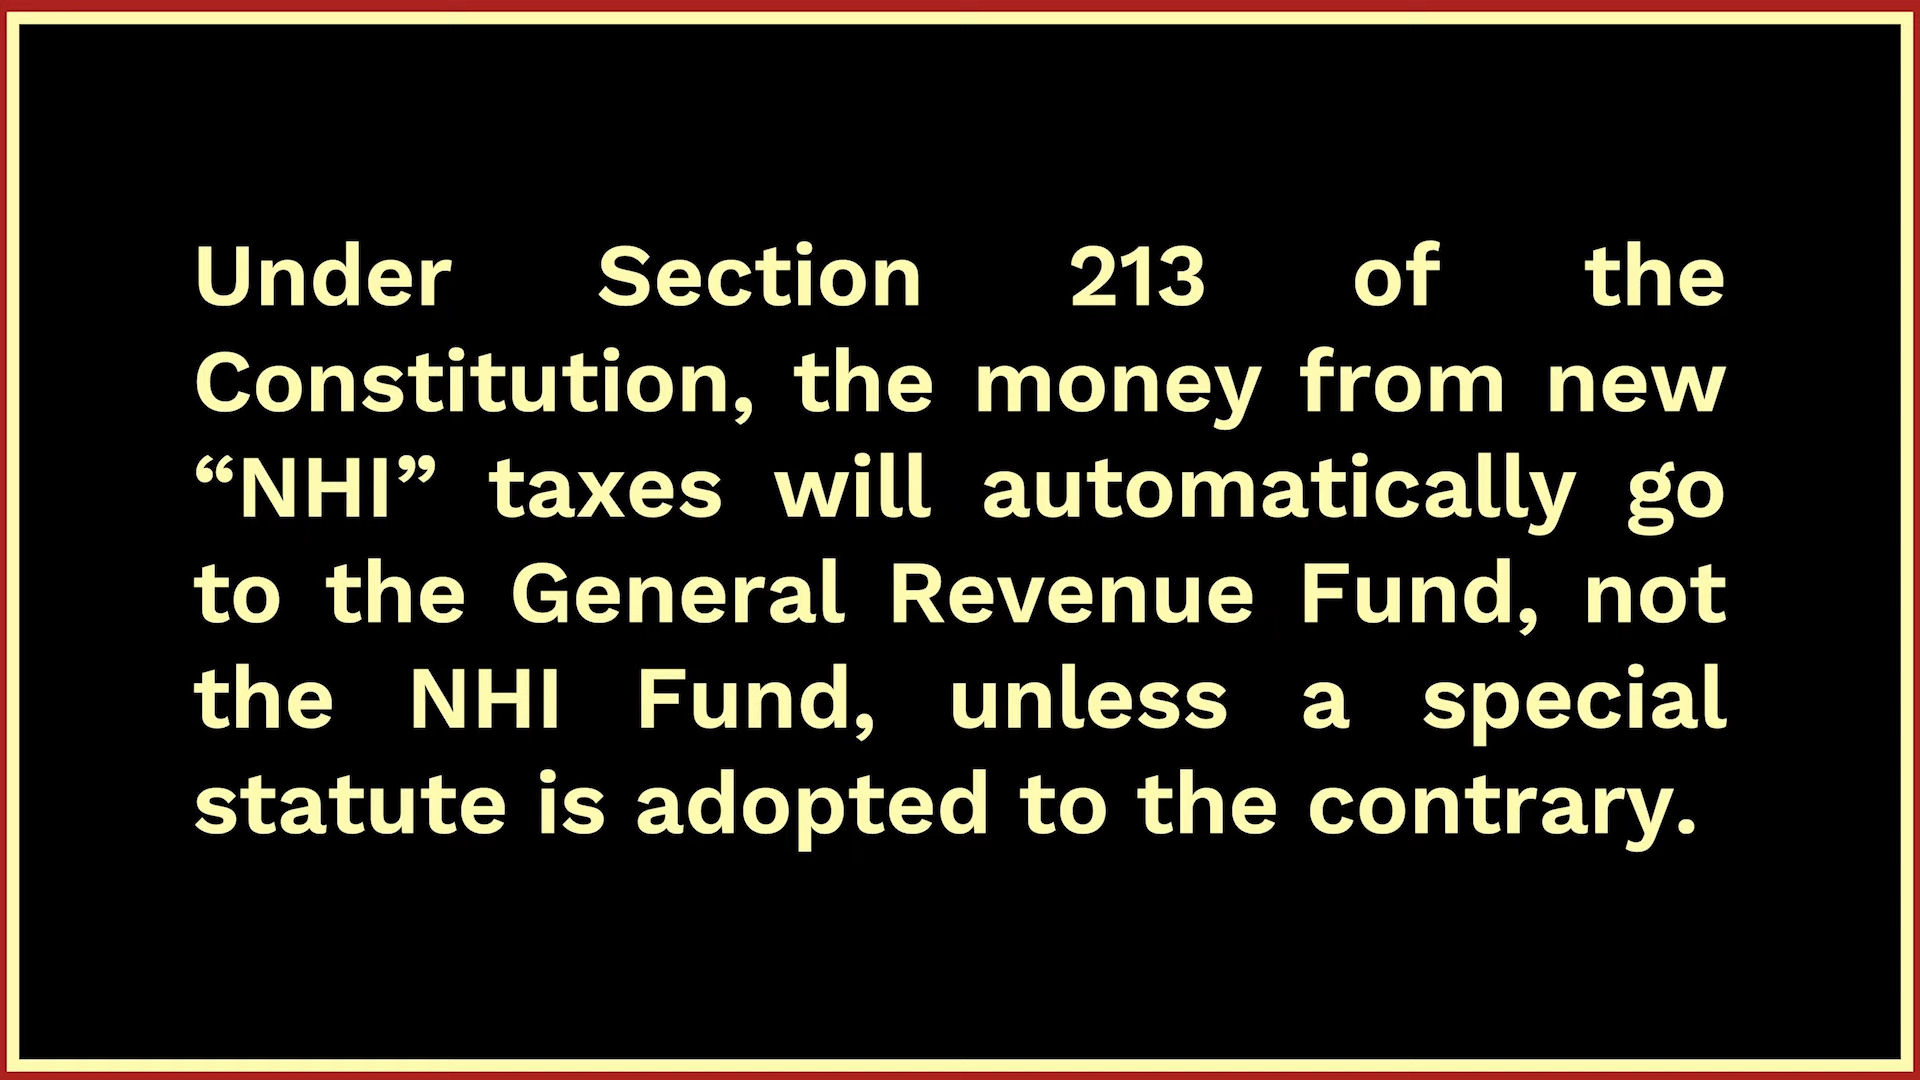 Under Section 213 of the
Constitution, the money from new
“NHI” taxes will automatically go
to the General Revenue Fund, not
the NHI Fund, unless a special
statute is adopted to the contrary.